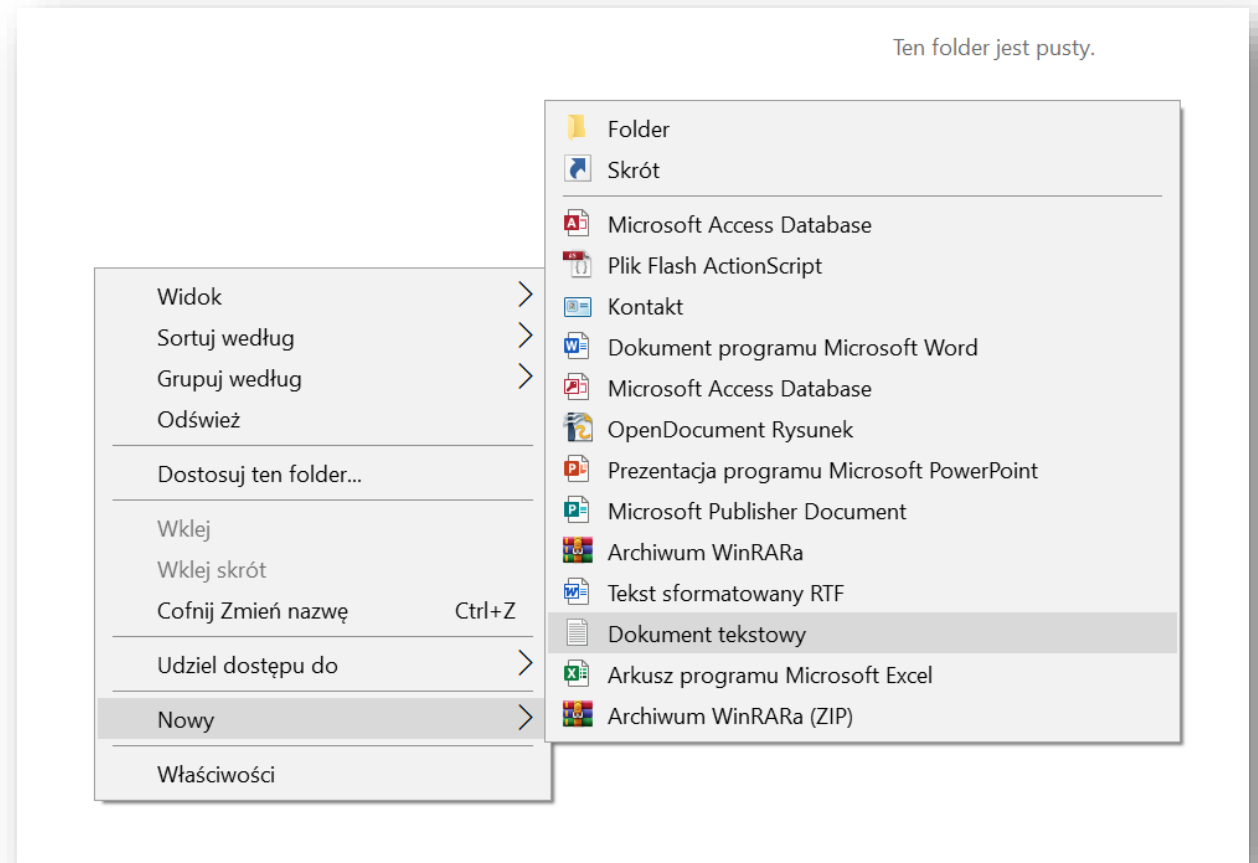 Ten folder jest pusty.
Widok
Sortuj według
Grupuj według
Odśwież
Dostosuj ten folder...
Wklej
Wklej skrót
Cofnij Zmień nazwę Ctrl+Z
Udziel dostępu do
Nowy
Właściwości
Folder
Skrót
Microsoft Access Database
Plik Flash ActionScript
Kontakt
Dokument programu Microsoft Word
Microsoft Access Database
OpenDocument Rysunek
Prezentacja programu Microsoft PowerPoint
Microsoft Publisher Document
Archiwum WinRARa
Tekst sformatowany RTF
Dokument tekstowy
Arkusz programu Microsoft Excel
Archiwum WinRARa (ZIP)